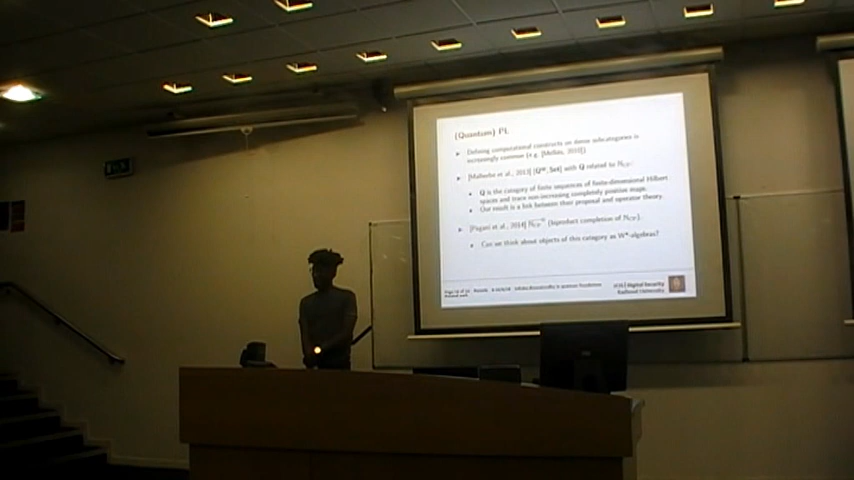 (Quantum) PL
Defining computational constructs on dense subcategories is
increasingly common (e.g. [Melliès, 2010])
[Malherbe et al., 2013] [Q^op, Set] with Q related to N_CP:
Q is the category of finite sequences of finite-dimensional Hilbert
spaces and trace non-increasing completely positive maps.
Our result is a link between their proposal and operator theory.
[Pagani et al., 2014] (biproduct completion of N_CP).
Can we think about objects of this category as W*-algebras?
iCIS | Digital Security
Radboud University